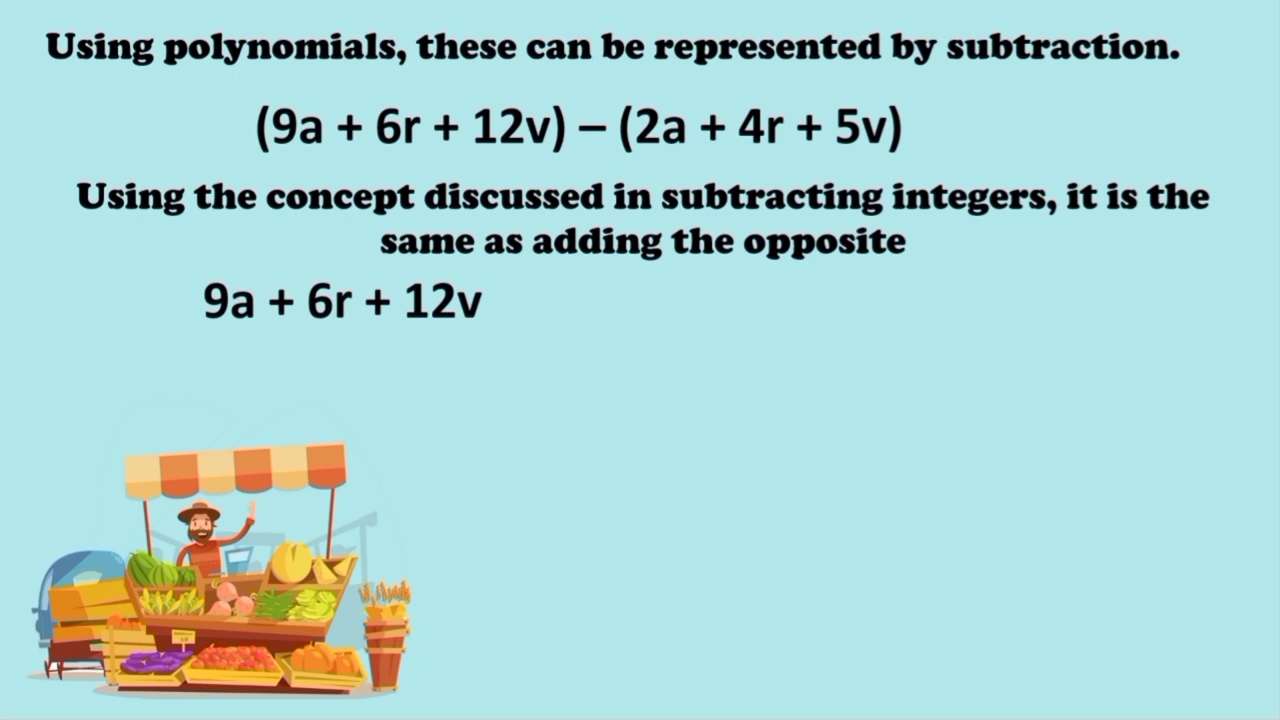 Using polynomials, these can be represented by subtraction.
(9a + 6r + 12v) – (2a + 4r + 5v)
Using the concept discussed in subtracting integers, it is the
same as adding the opposite
9a + 6r + 12v